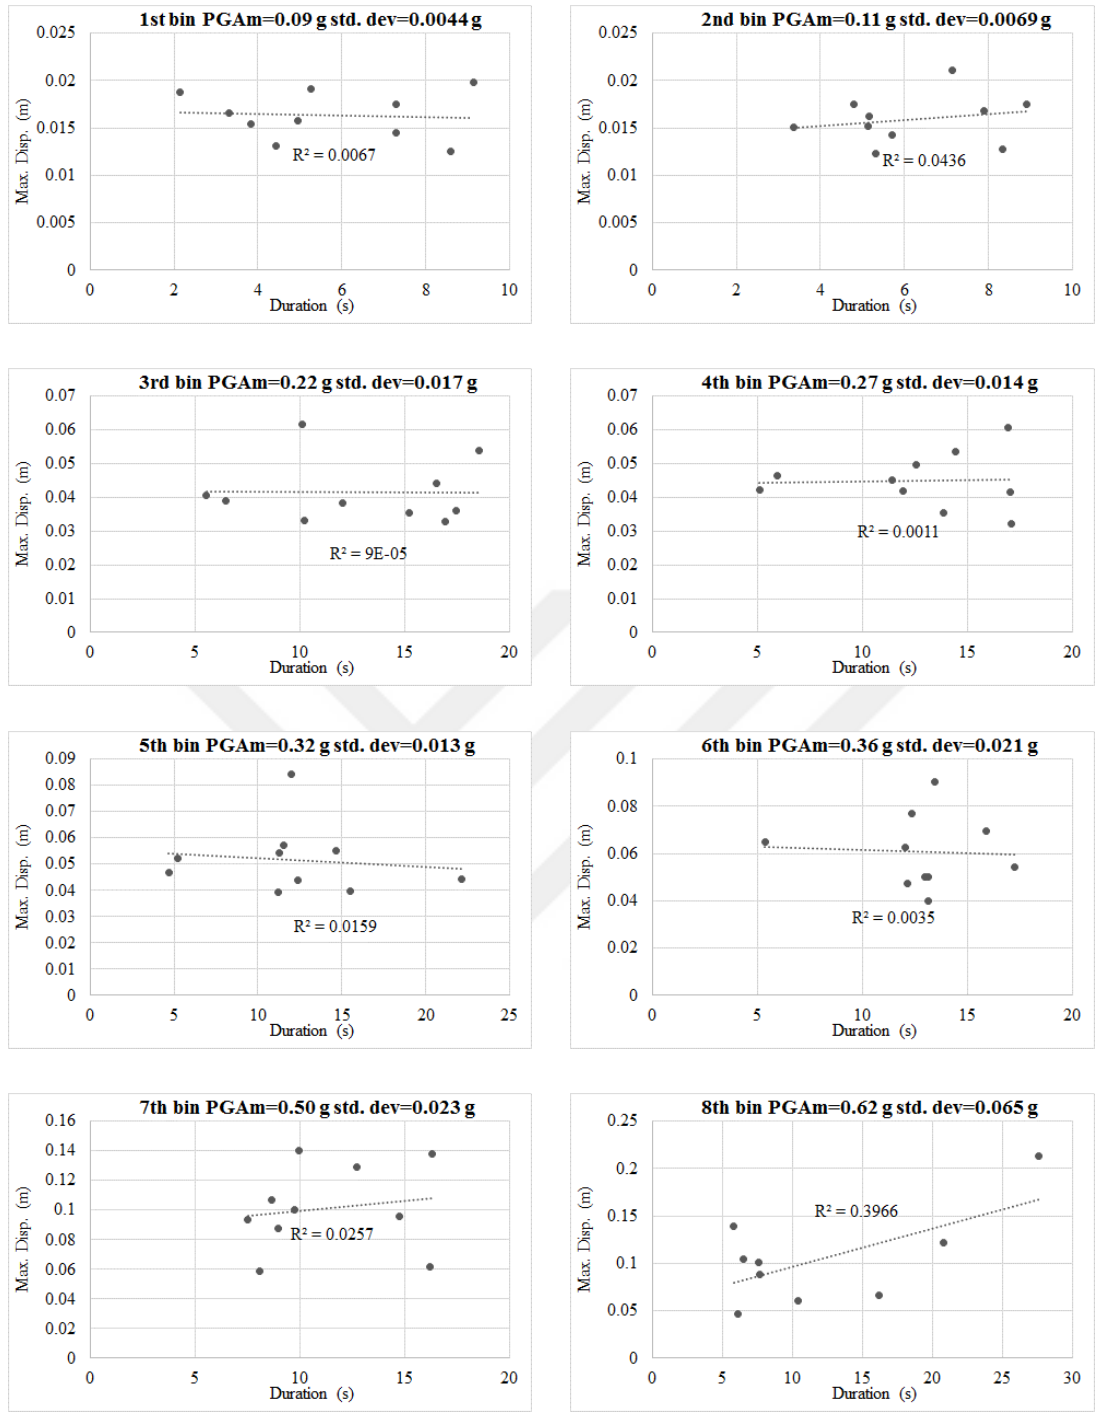 1st bin PGAm=0.09 g std. dev=0.0044 g
0.025
0.02
0.015
0.01
0.005
0
Max. Disp. (m)
R² = 0.0067
0 2 4 6 8 10
Duration (s)
2nd bin PGAm=0.11 g std. dev=0.0069 g
0.025
0.02
0.015
0.01
0.005
0
Max. Disp. (m)
R² = 0.0436
0 2 4 6 8 10
Duration (s)
3rd bin PGAm=0.22 g std. dev=0.017 g
0.07
0.06
0.05
0.04
0.03
0.02
0.01
0
Max. Disp. (m)
R² = 9E-05
0 5 10 15 20
Duration (s)
4th bin PGAm=0.27 g std. dev=0.014 g
0.07
0.06
0.05
0.04
0.03
0.02
0.01
0
Max. Disp. (m)
R² = 0.0011
0 5 10 15 20
Duration (s)
5th bin PGAm=0.32 g std. dev=0.013 g
0.09
0.08
0.07
0.06
0.05
0.04
0.03
0.02
0.01
0
Max. Disp. (m)
R² = 0.0159
0 5 10 15 20 25
Duration (s)
6th bin PGAm=0.36 g std. dev=0.021 g
0.1
0.08
0.06
0.04
0.02
0
Max. Disp. (m)
R² = 0.0035
0 5 10 15 20
Duration (s)
7th bin PGAm=0.50 g std. dev=0.023 g
0.16
0.14
0.12
0.1
0.08
0.06
0.04
0.02
0
Max. Disp. (m)
R² = 0.0257
0 5 10 15 20
Duration (s)
8th bin PGAm=0.62 g std. dev=0.065 g
0.25
0.2
0.15
0.1
0.05
0
Max. Disp. (m)
R² = 0.3966
0 5 10 15 20 25 30
Duration (s)